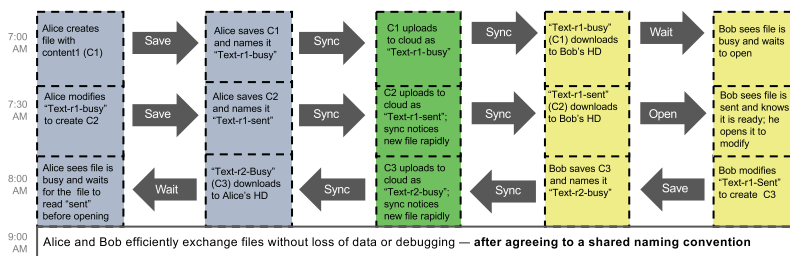 7:00
AM
Alice creates
file with
content1 (C1)
Save
Alice saves C1
and names it
“Text-r1-busy”
Sync
C1 uploads
to cloud as
“Text-r1-busy”
Sync
“Text-r1-busy”
(C1) downloads
to Bob’s HD
Wait
Bob sees file is
busy and waits
to open
7:30
AM
Alice modifies
“Text-r1-busy”
to create C2
Save
Alice saves C2
and names it
“Text-r1-sent”
Sync
C2 uploads to
cloud as
“Text-r1-sent”;
sync notices
new file rapidly
Sync
“Text-r1-sent”
(C2) downloads
to Bob’s HD
Open
Bob sees file is
sent and knows
it is ready; he
opens it to
modify
8:00
AM
Alice sees file is
busy and waits
for the file to
read “sent”
before opening
Wait
“Text-r2-Busy”
(C3) downloads
to Alice’s HD
Sync
C3 uploads to
cloud as
“Text-r2-busy”;
sync notices
new file rapidly
Sync
Bob saves C3
and names it
“Text-r2-busy”
Save
Bob modifies
“Text-r1-Sent”
to create C3
9:00
AM
Alice and Bob efficiently exchange files without loss of data or debugging — after agreeing to a shared naming convention